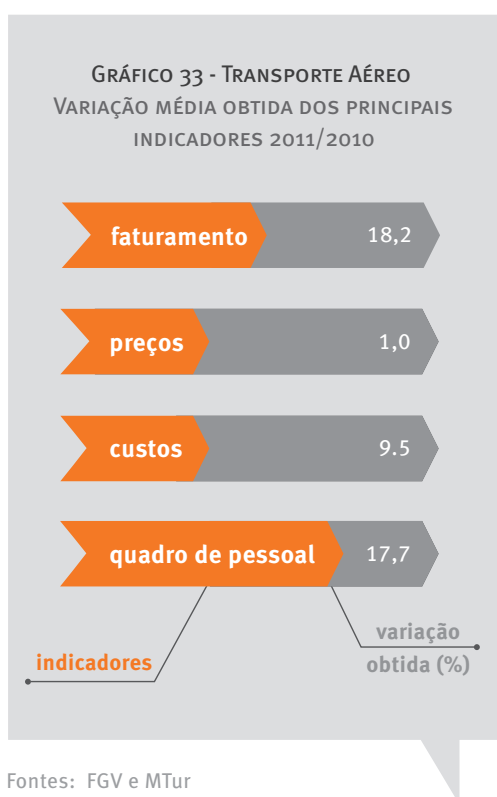 Gráfico 33 - Transporte Aéreo
Variação média obtida dos principais
indicadores 2011/2010
faturamento 18,2
preços 1,0
custos 9.5
quadro de pessoal 17,7
variação
indicadores
obtida (%)
Fontes: FGV e MTur